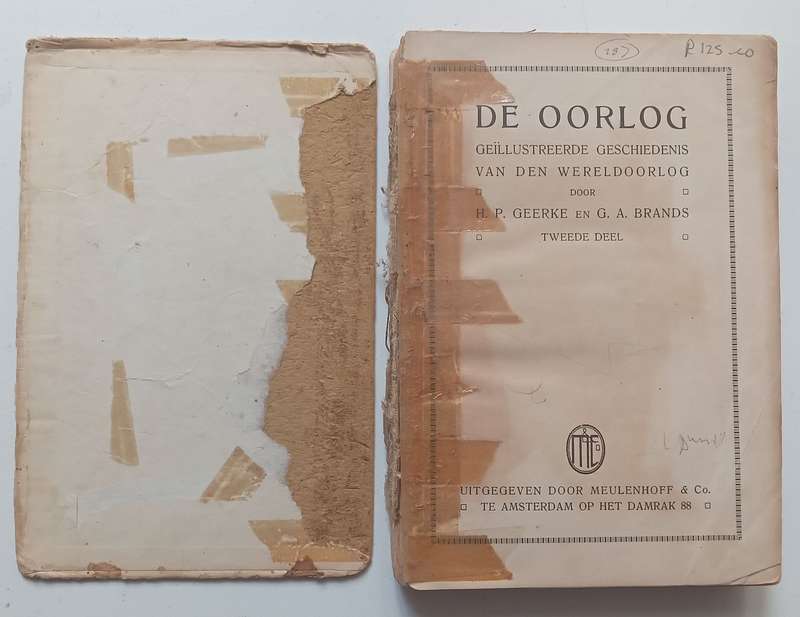 R 125.00
DE OORLOG
GEÏLLUSTREERDE GESCHIEDENIS
VAN DEN WERELDOORLOG
DOOR
H. P. GEERKE EN G. A. BRANDS
TWEEDE DEEL
UITGEGEVEN DOOR MEULENHOFF & Co.
TE AMSTERDAM OP HET DAMRAK 88